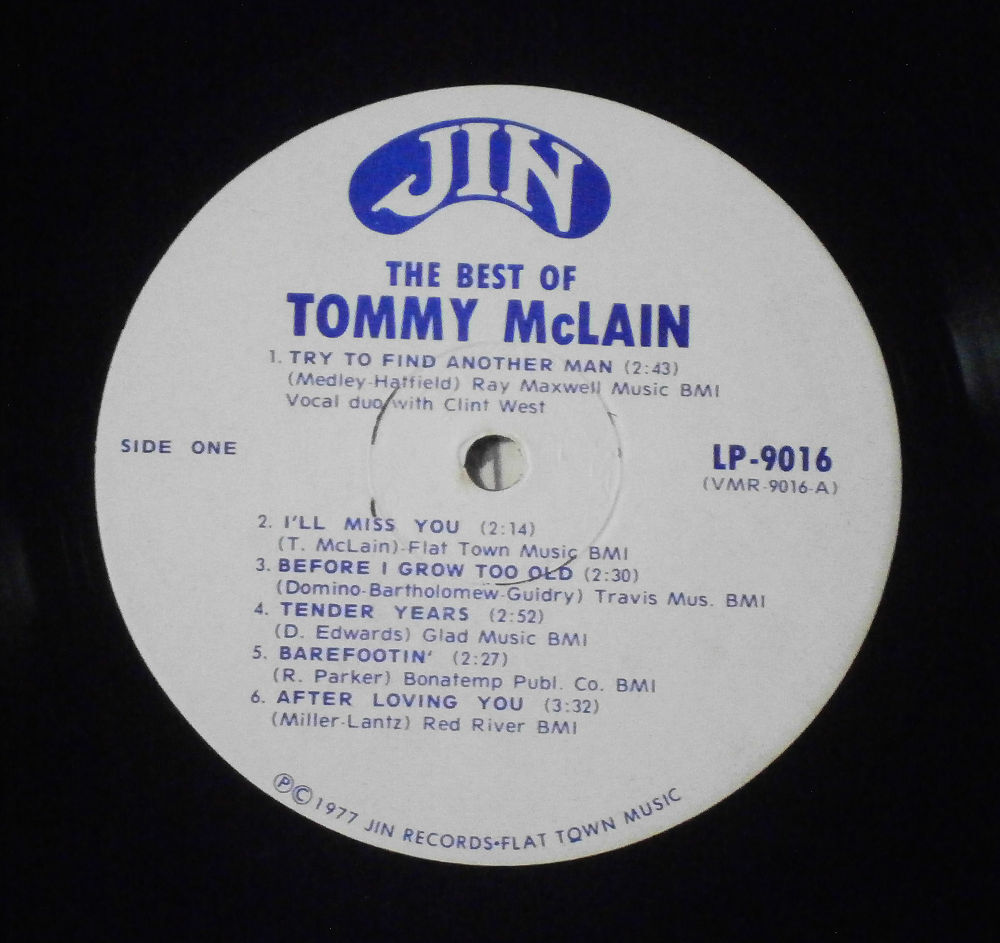 JIN
THE BEST OF
TOMMY McLAIN
1. TRY TO FIND ANOTHER MAN (2:43)
(Medley-Hatfield) Ray Maxwell Music BMI
Vocal duo with Clint West
SIDE ONE
LP-9016
(VMR-9016-A)
2. I'LL MISS YOU (2:14)
(T. McLain)-Flat Town Music BMI
3. BEFORE I GROW TOO OLD (2:30)
(Domino-Bartholomew-Guidry) Travis Mus. BMI
4. TENDER YEARS (2:52)
(D. Edwards) Glad Music BMI
5. BAREFOOTIN' (2:27)
(R. Parker) Bonatemp Publ. Co. BMI
6. AFTER LOVING YOU (3:32)
(Miller-Lantz) Red River BMI
ⓅⒸ 1977 JIN RECORDS•FLAT TOWN MUSIC